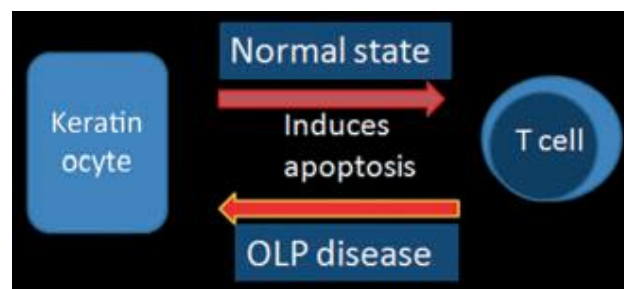 Normal state
Keratin
ocyte
Induces
apoptosis
T cell
OLP disease